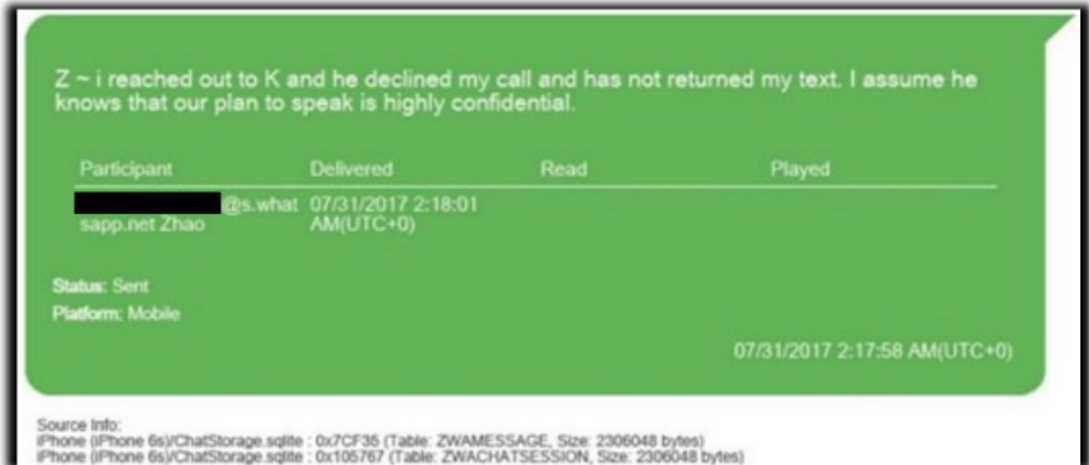 Z ~ i reached out to K and he declined my call and has not returned my text. I assume he
knows that our plan to speak is highly confidential.
Participant Delivered Read Played
@s.what 07/31/2017 2:18:01
sapp.net Zhao AM(UTC+0)
Status: Sent
Platform: Mobile
07/31/2017 2:17:58 AM(UTC+0)
Source Info:
iPhone (iPhone 6s)/ChatStorage.sqlite : 0x7CF35 (Table: ZWAMESSAGE, Size: 2306048 bytes)
iPhone (iPhone 6s)/ChatStorage.sqlite : 0x105767 (Table: ZWACHATSESSION, Size: 2306048 bytes)